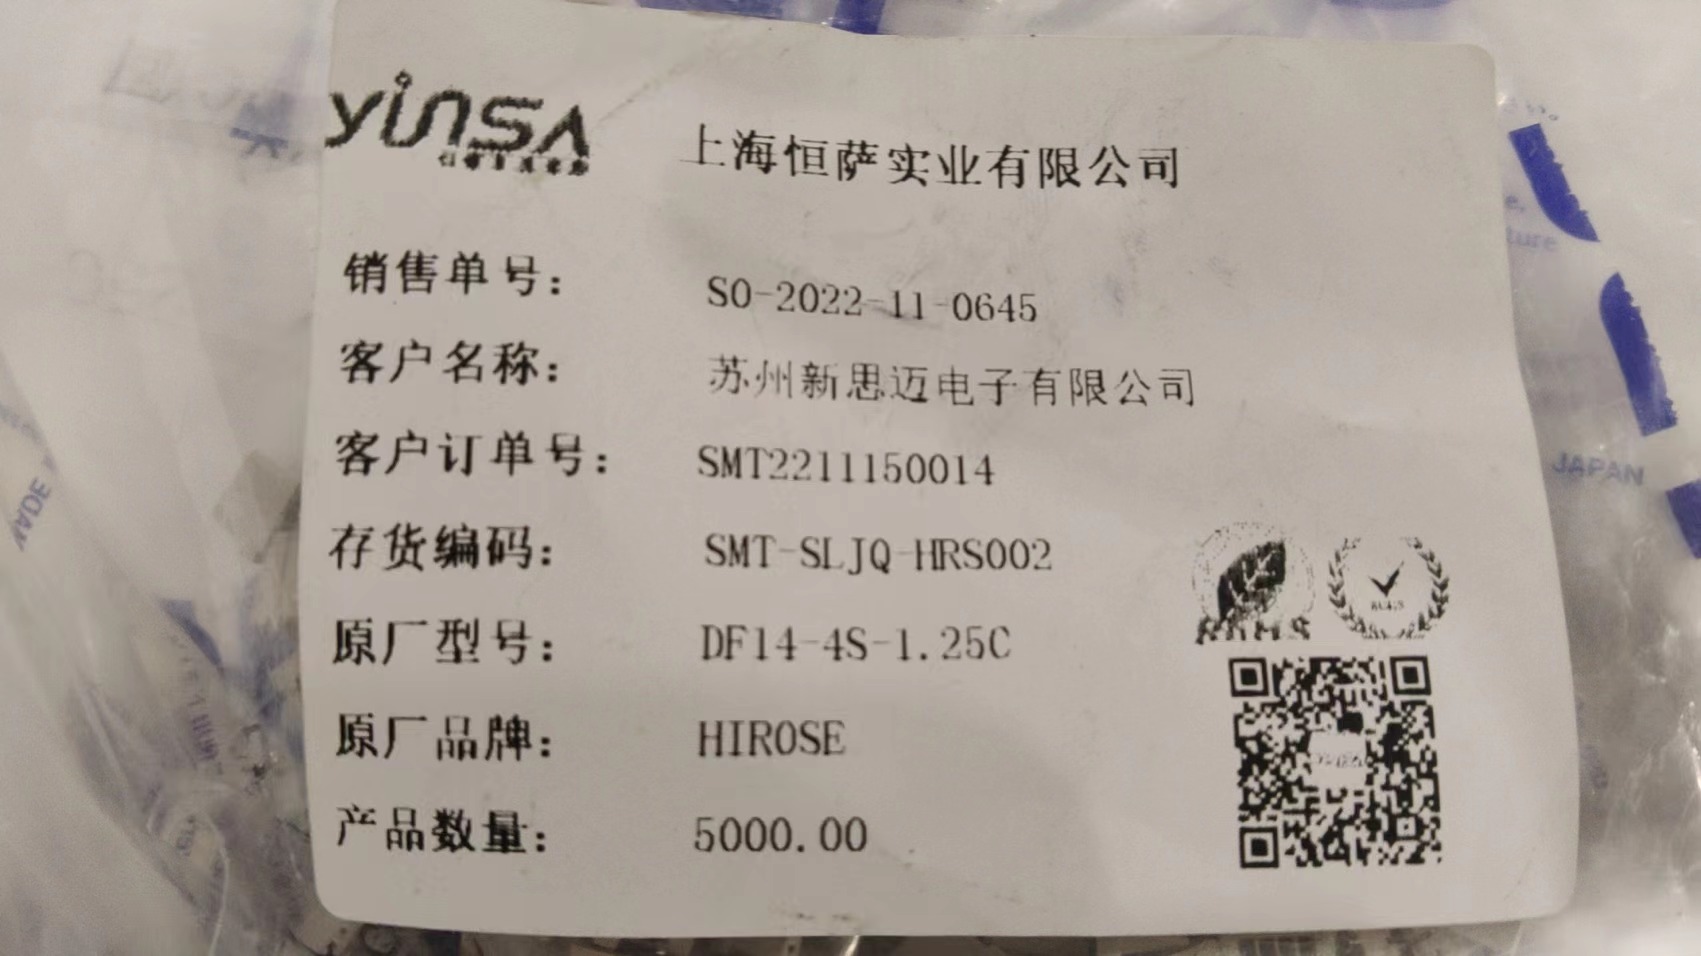 yinsA
上海恒萨实业有限公司
销售单号： SO-2022-11-0645
客户名称： 苏州新思迈电子有限公司
客户订单号： SMT2211150014
存货编码： SMT-SLJQ-HRS002
原厂型号： DF14-4S-1.25C
原厂品牌： HIROSE
产品数量： 5000.00
RoHS
JAPAN
MADE